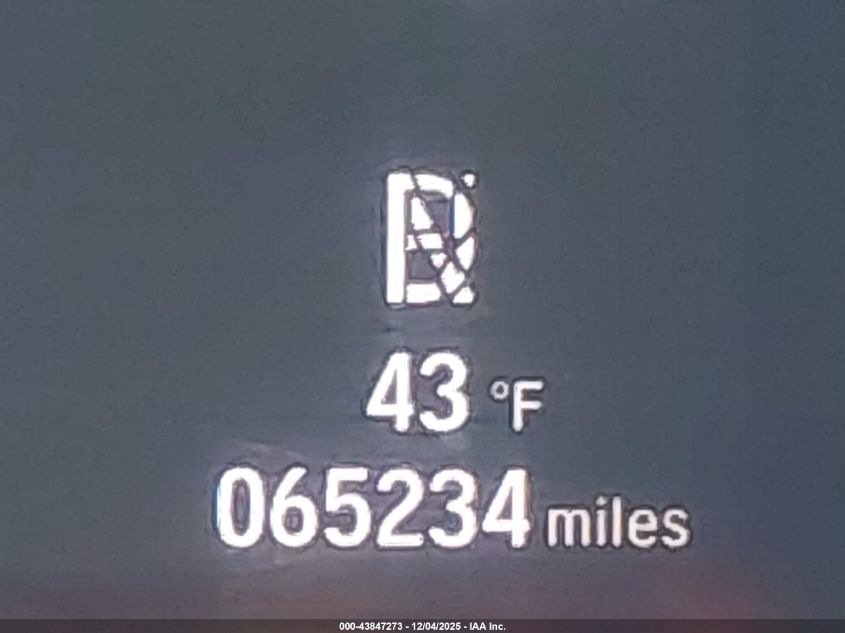 43 °F
065234 miles
000-43847273 - 12/04/2025 - IAA Inc.